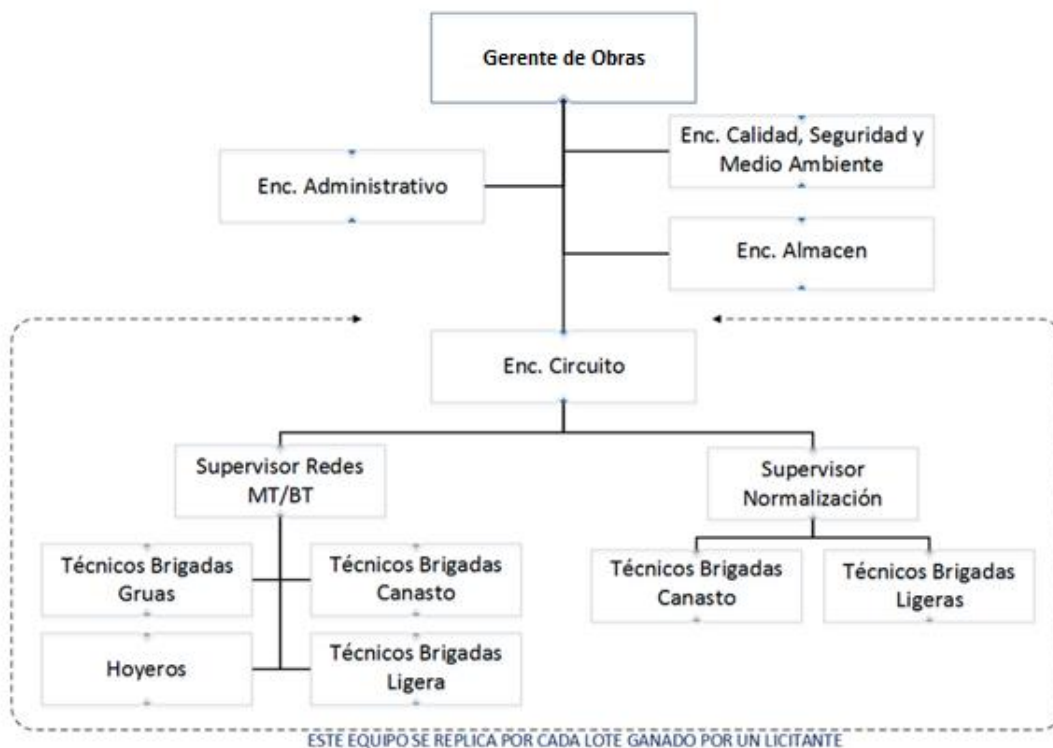 Gerente de Obras
Enc. Calidad, Seguridad y
Medio Ambiente
Enc. Administrativo
Enc. Almacen
Enc. Circuito
Supervisor Redes
MT/BT
Supervisor
Normalización
Técnicos Brigadas
Gruas
Técnicos Brigadas
Canasto
Técnicos Brigadas
Canasto
Técnicos Brigadas
Ligeras
Hoyeros
Técnicos Brigadas
Ligera
ESTE EQUIPO SE REPLICA POR CADA LOTE GANADO POR UN LICITANTE